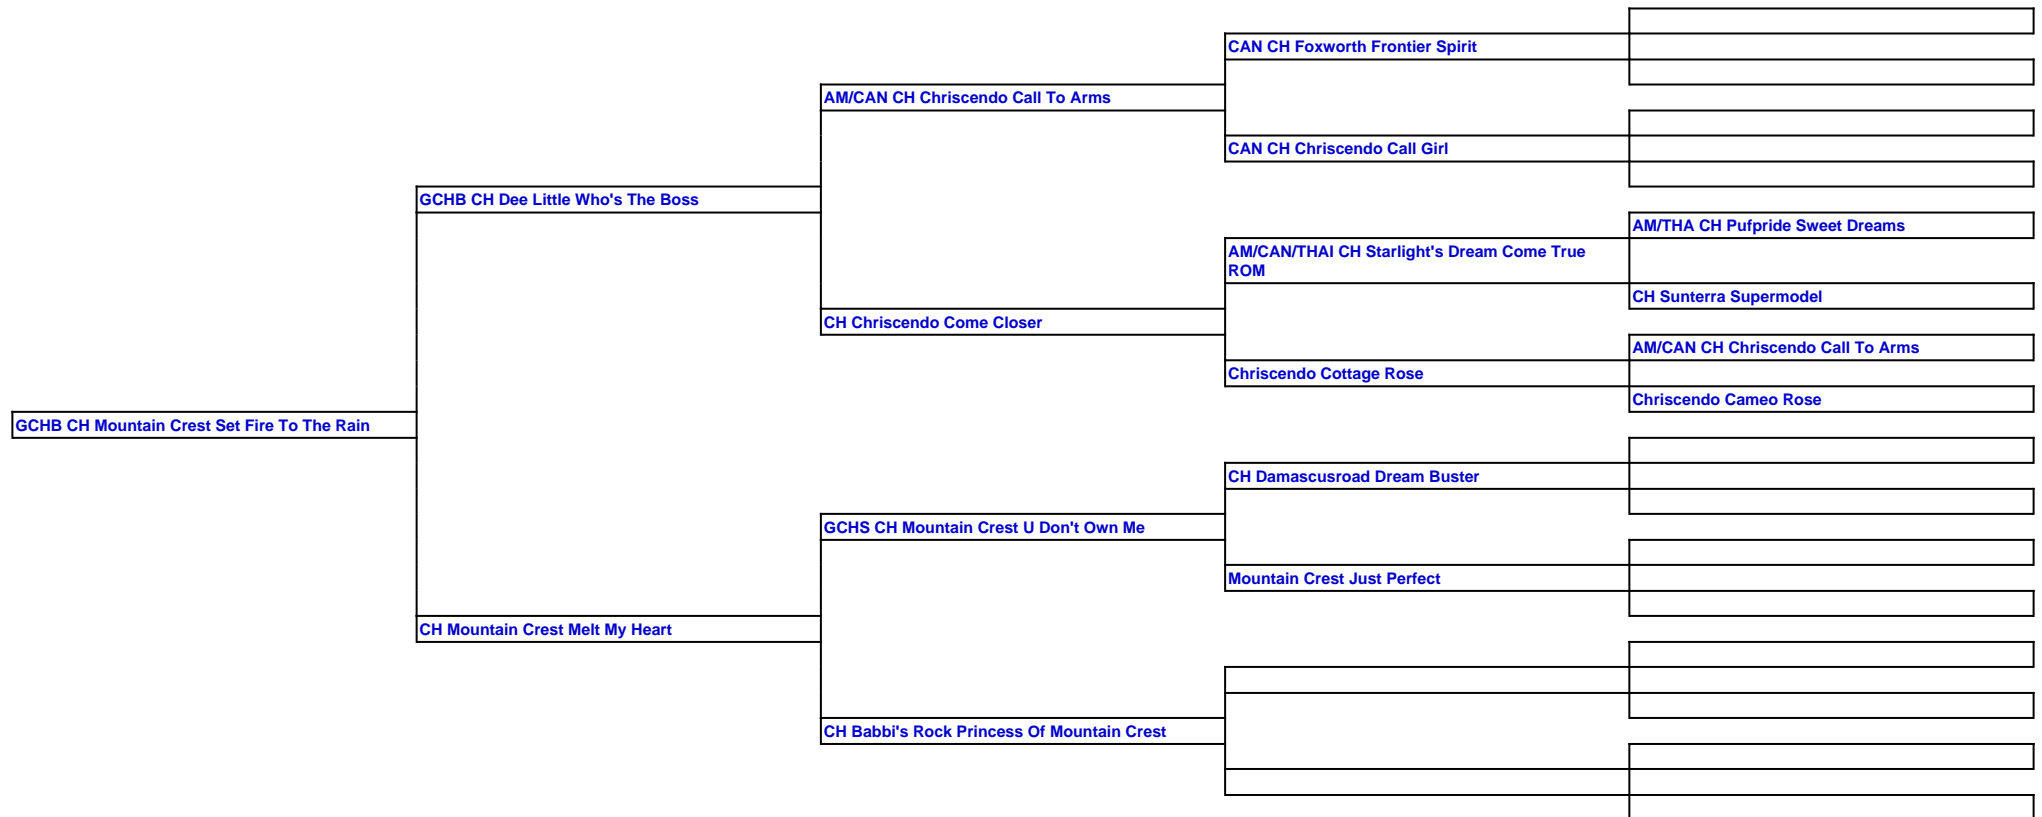 CAN CH Foxworth Frontier Spirit
AM/CAN CH Chriscendo Call To Arms
CAN CH Chriscendo Call Girl
GCHB CH Dee Little Who's The Boss
AM/THA CH Pufpride Sweet Dreams
AM/CAN/THAI CH Starlight's Dream Come True
ROM
CH Sunterra Supermodel
CH Chriscendo Come Closer
AM/CAN CH Chriscendo Call To Arms
Chriscendo Cottage Rose
Chriscendo Cameo Rose
GCHB CH Mountain Crest Set Fire To The Rain
CH Damascusroad Dream Buster
GCHS CH Mountain Crest U Don't Own Me
Mountain Crest Just Perfect
CH Mountain Crest Melt My Heart
CH Babbi's Rock Princess Of Mountain Crest